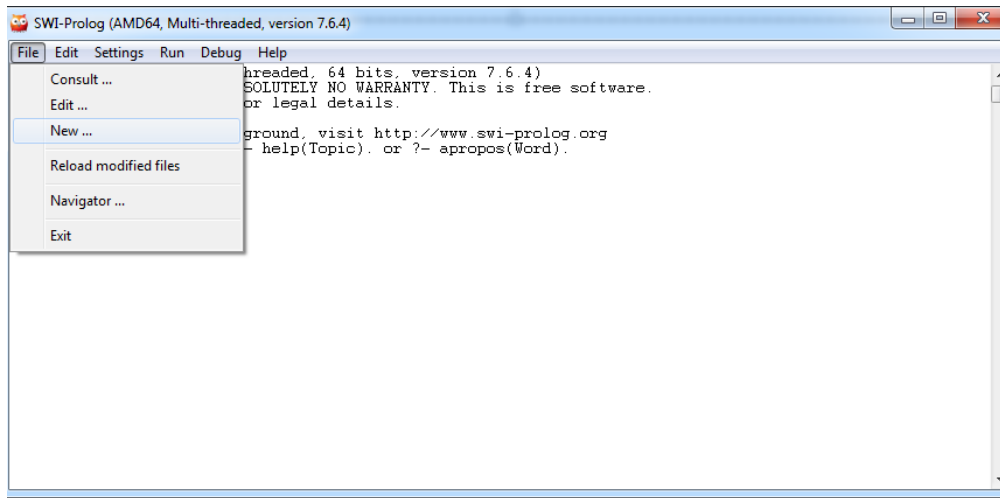 SWI-Prolog (AMD64, Multi-threaded, version 7.6.4)
File Edit Settings Run Debug Help
hreaded, 64 bits, version 7.6.4)
SOLUTELY NO WARRANTY. This is free software.
or legal details.
ground, visit http://www.swi-prolog.org
- help(Topic). or ?- apropos(Word).
Consult ...
Edit ...
New ...
Reload modified files
Navigator ...
Exit